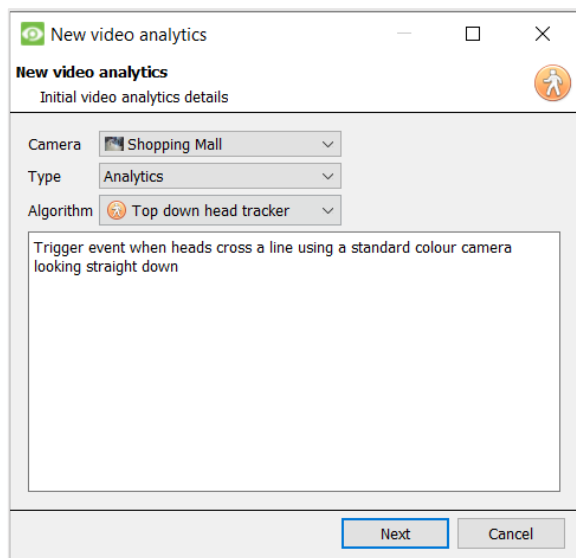 New video analytics
New video analytics
Initial video analytics details
Camera Shopping Mall
Type Analytics
Algorithm Top down head tracker
Trigger event when heads cross a line using a standard colour camera
looking straight down
Next Cancel